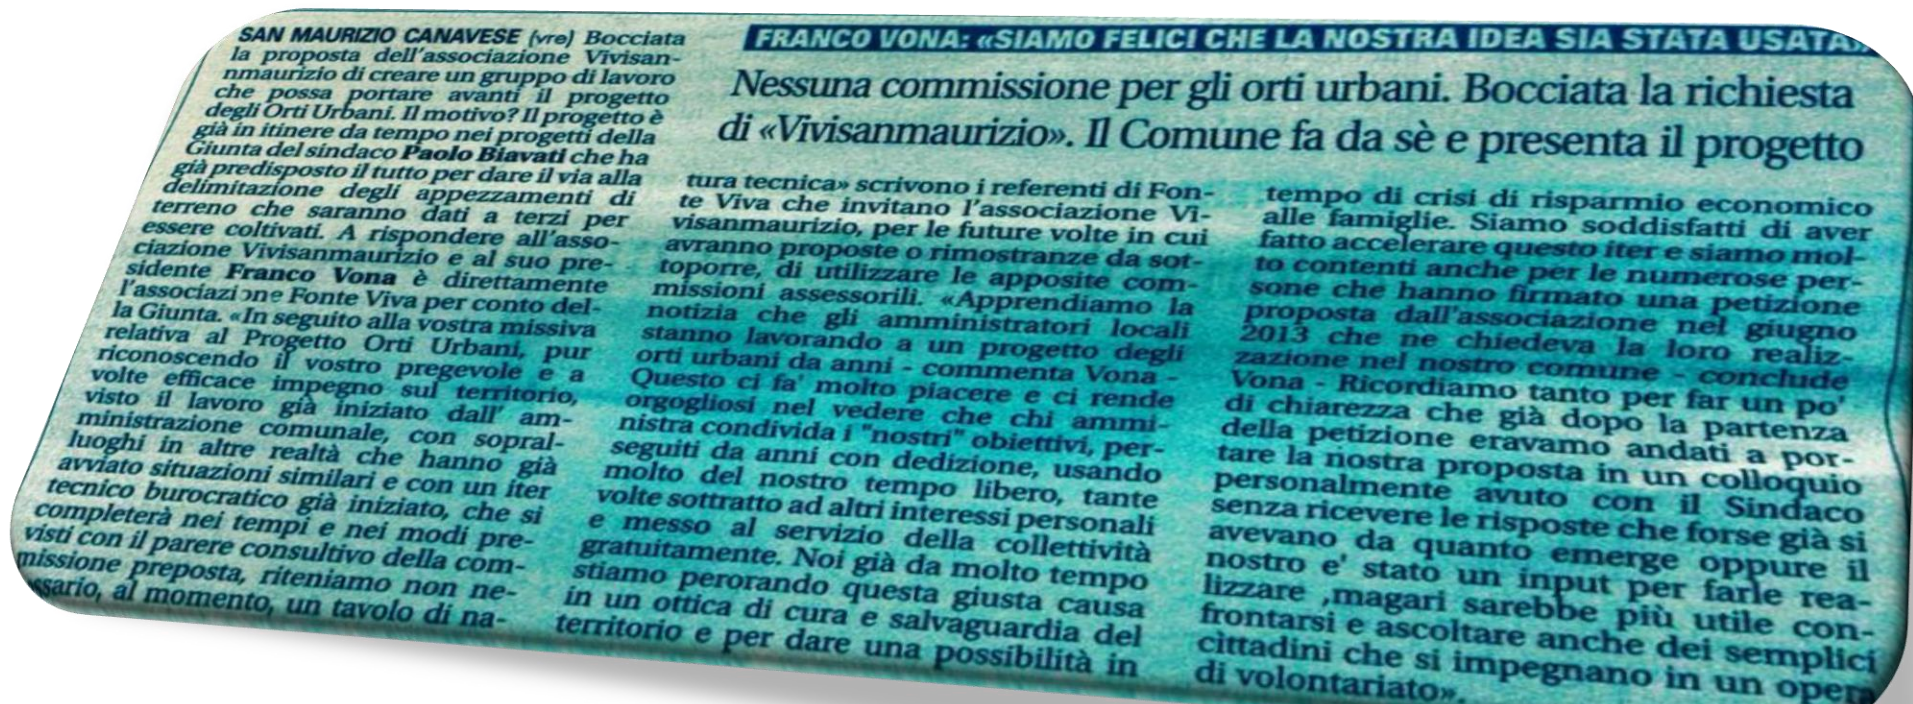 FRANCO VONA: «SIAMO FELICI CHE LA NOSTRA IDEA SIA STATA USATA»
Nessuna commissione per gli orti urbani. Bocciata la richiesta
di «Vivisanmaurizio». Il Comune fa da sè e presenta il progetto
SAN MAURIZIO CANAVESE (vre) Bocciata
la proposta dell'associazione Vivisan-
nmaurizio di creare un gruppo di lavoro
che possa portare avanti il progetto
degli Orti Urbani. Il motivo? Il progetto è
già in itinere da tempo nei progetti della
Giunta del sindaco Paolo Biavati che ha
già predisposto il tutto per dare il via alla
delimitazione degli appezzamenti di
terreno che saranno dati a terzi per
essere coltivati. A rispondere all'asso-
ciazione Vivisanmaurizio e al suo pre-
sidente Franco Vona è direttamente
l'associazione Fonte Viva per conto del-
la Giunta. «In seguito alla vostra missiva
relativa al Progetto Orti Urbani, pur
riconoscendo il vostro pregevole e a
volte efficace impegno sul territorio,
visto il lavoro già iniziato dall' am-
ministrazione comunale, con sopral-
luoghi in altre realtà che hanno già
avviato situazioni similari e con un iter
tecnico burocratico già iniziato, che si
completerà nei tempi e nei modi pre-
visti con il parere consultivo della com-
missione preposta, riteniamo non ne-
ssario, al momento, un tavolo di na-
tura tecnica» scrivono i referenti di Fon-
te Viva che invitano l'associazione Vi-
visanmaurizio, per le future volte in cui
avranno proposte o rimostranze da sot-
toporre, di utilizzare le apposite com-
missioni assessorili. «Apprendiamo la
notizia che gli amministratori locali
stanno lavorando a un progetto degli
orti urbani da anni - commenta Vona -
Questo ci fa' molto piacere e ci rende
orgogliosi nel vedere che chi ammi-
nistra condivida i "nostri" obiettivi, per-
seguiti da anni con dedizione, usando
molto del nostro tempo libero, tante
volte sottratto ad altri interessi personali
e messo al servizio della collettività
gratuitamente. Noi già da molto tempo
stiamo perorando questa giusta causa
in un ottica di cura e salvaguardia del
territorio e per dare una possibilità in
tempo di crisi di risparmio economico
alle famiglie. Siamo soddisfatti di aver
fatto accelerare questo iter e siamo mol-
to contenti anche per le numerose per-
sone che hanno firmato una petizione
proposta dall'associazione nel giugno
2013 che ne chiedeva la loro realiz-
zazione nel nostro comune - conclude
Vona - Ricordiamo tanto per far un po'
di chiarezza che già dopo la partenza
della petizione eravamo andati a por-
tare la nostra proposta in un colloquio
personalmente avuto con il Sindaco
senza ricevere le risposte che forse già si
avevano da quanto emerge oppure il
nostro e' stato un input per farle rea-
lizzare ,magari sarebbe più utile con-
frontarsi e ascoltare anche dei semplici
cittadini che si impegnano in un opera
di volontariato».